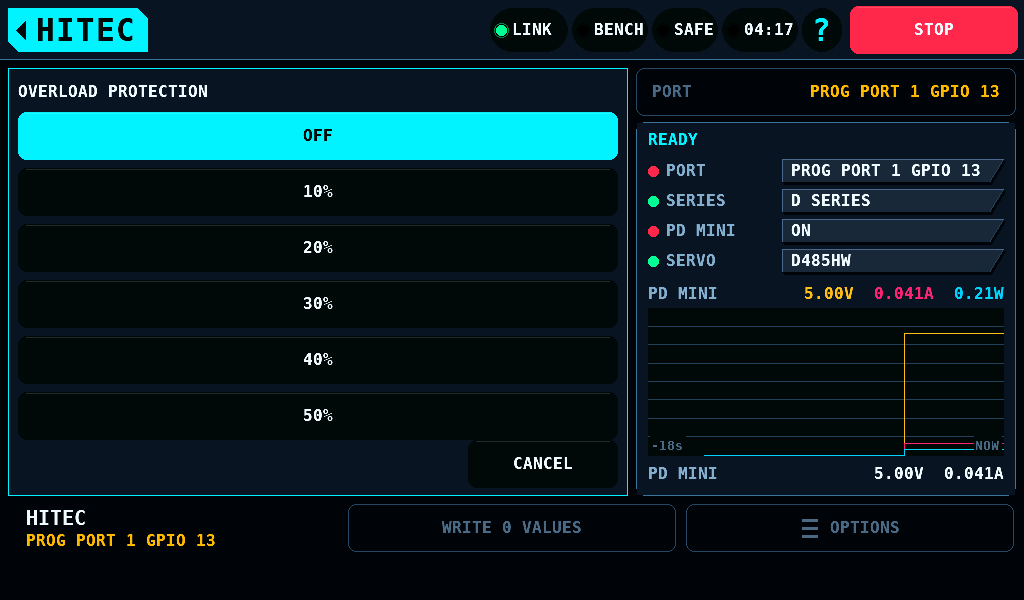 HITEC
LINK
BENCH
SAFE
04:17
?
STOP
OVERLOAD PROTECTION
OFF
10%
20%
30%
40%
50%
CANCEL
PORT PROG PORT 1 GPIO 13
READY
PORT PROG PORT 1 GPIO 13
SERIES D SERIES
PD MINI ON
SERVO D485HW
PD MINI 5.00V 0.041A 0.21W
-18s NOW
PD MINI 5.00V 0.041A
HITEC
PROG PORT 1 GPIO 13
WRITE 0 VALUES
OPTIONS